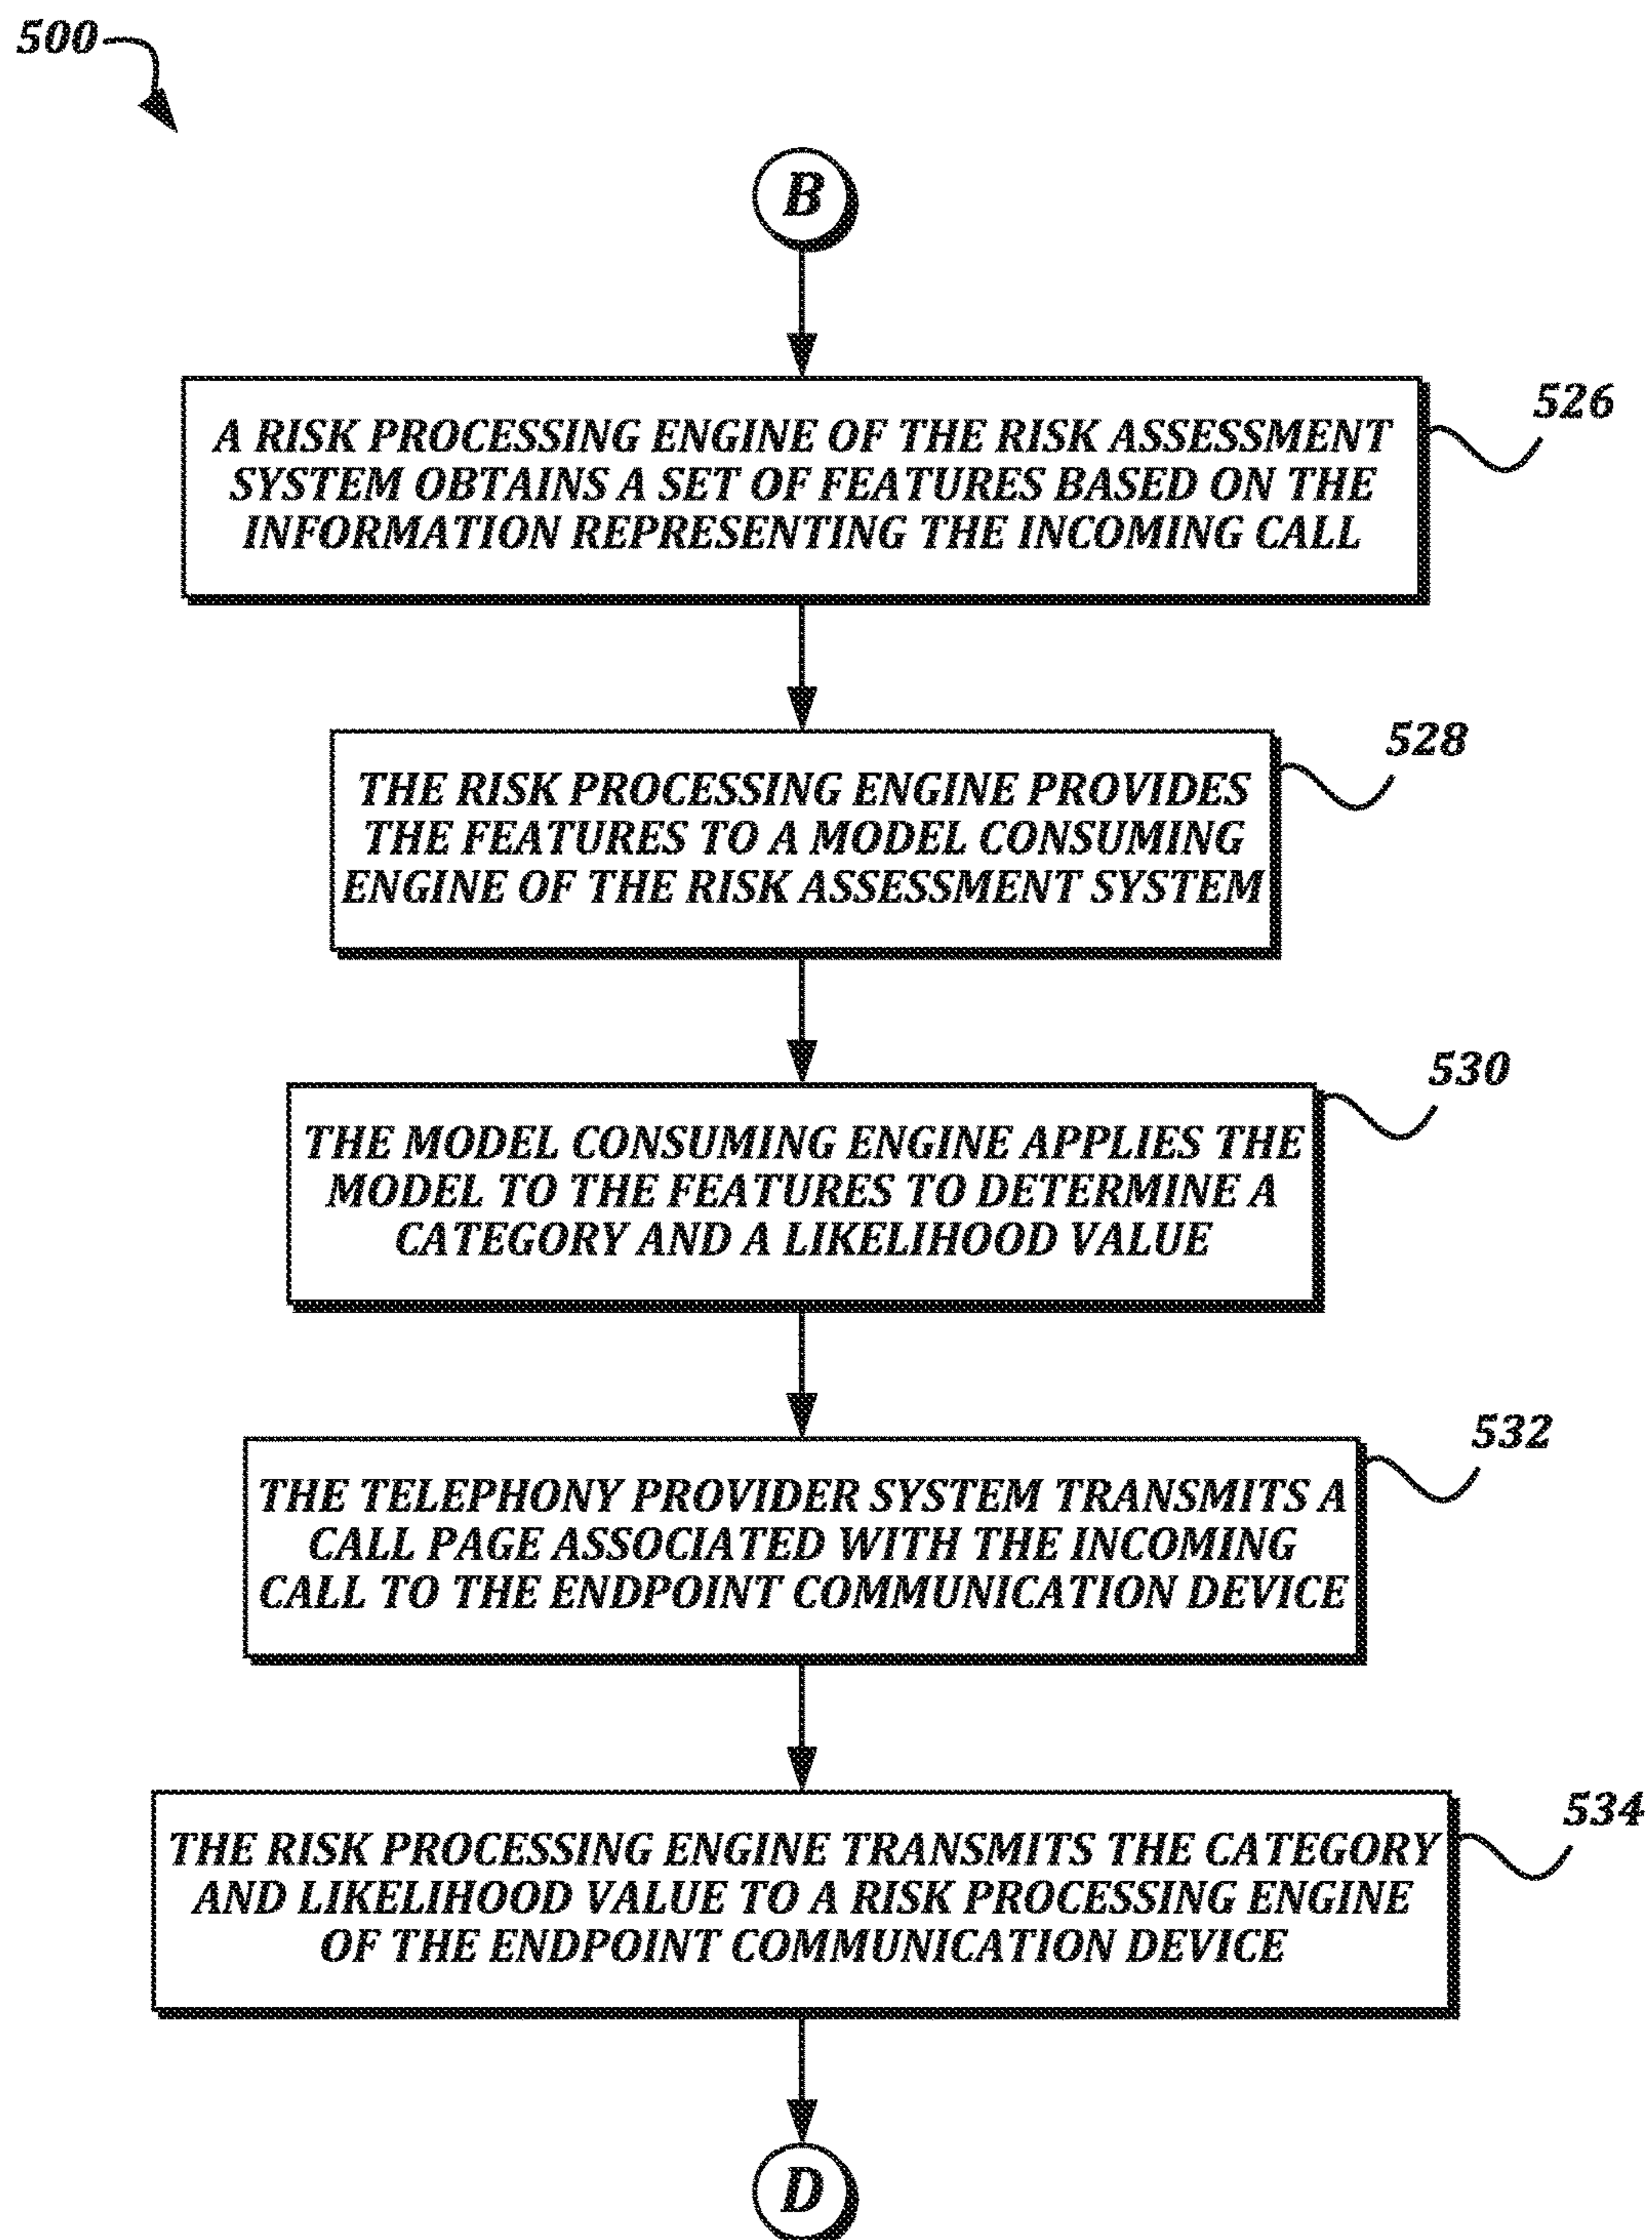 500
B
A RISK PROCESSING ENGINE OF THE RISK ASSESSMENT
SYSTEM OBTAINS A SET OF FEATURES BASED ON THE
INFORMATION REPRESENTING THE INCOMING CALL
526
THE RISK PROCESSING ENGINE PROVIDES
THE FEATURES TO A MODEL CONSUMING
ENGINE OF THE RISK ASSESSMENT SYSTEM
528
THE MODEL CONSUMING ENGINE APPLIES THE
MODEL TO THE FEATURES TO DETERMINE A
CATEGORY AND A LIKELIHOOD VALUE
530
THE TELEPHONY PROVIDER SYSTEM TRANSMITS A
CALL PAGE ASSOCIATED WITH THE INCOMING
CALL TO THE ENDPOINT COMMUNICATION DEVICE
532
THE RISK PROCESSING ENGINE TRANSMITS THE CATEGORY
AND LIKELIHOOD VALUE TO A RISK PROCESSING ENGINE
OF THE ENDPOINT COMMUNICATION DEVICE
534
D